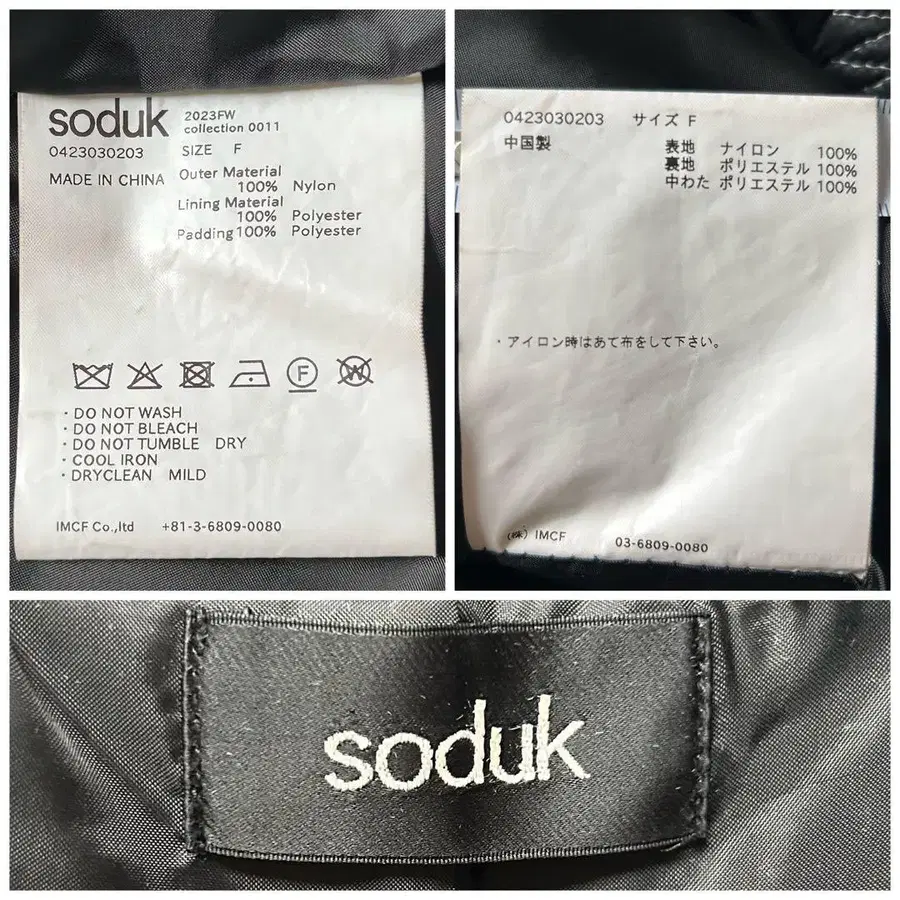 soduk
2023FW
collection 0011
0423030203
SIZE F
MADE IN CHINA
Outer Material
100% Nylon
Lining Material
100% Polyester
Padding 100% Polyester
F
W
・DO NOT WASH
・DO NOT BLEACH
・DO NOT TUMBLE DRY
・COOL IRON
・DRYCLEAN MILD
IMCF Co.,ltd +81-3-6809-0080
0423030203 サイズ F
中国製
表地 ナイロン 100%
裏地 ポリエステル 100%
中わた ポリエステル 100%
・アイロン時はあて布をして下さい。
(株) IMCF 03-6809-0080
soduk